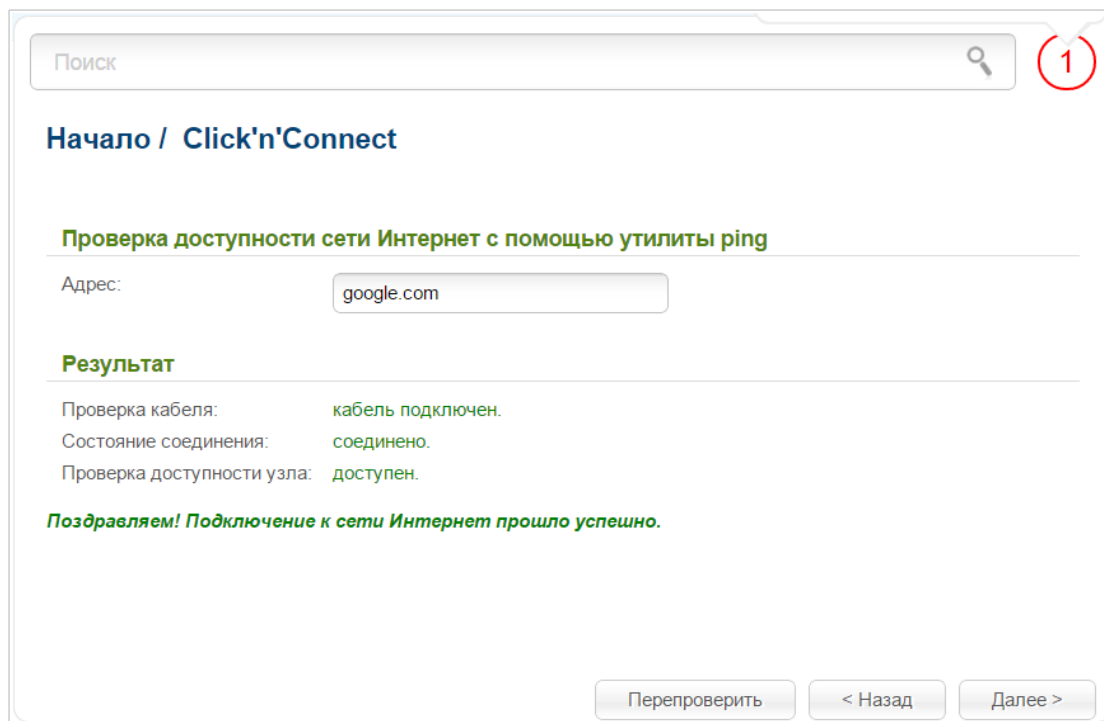 Поиск
1
Начало / Click'n'Connect
Проверка доступности сети Интернет с помощью утилиты ping
Адрес: google.com
Результат
Проверка кабеля: кабель подключен.
Состояние соединения: соединено.
Проверка доступности узла: доступен.
Поздравляем! Подключение к сети Интернет прошло успешно.
Перепроверить < Назад Далее >